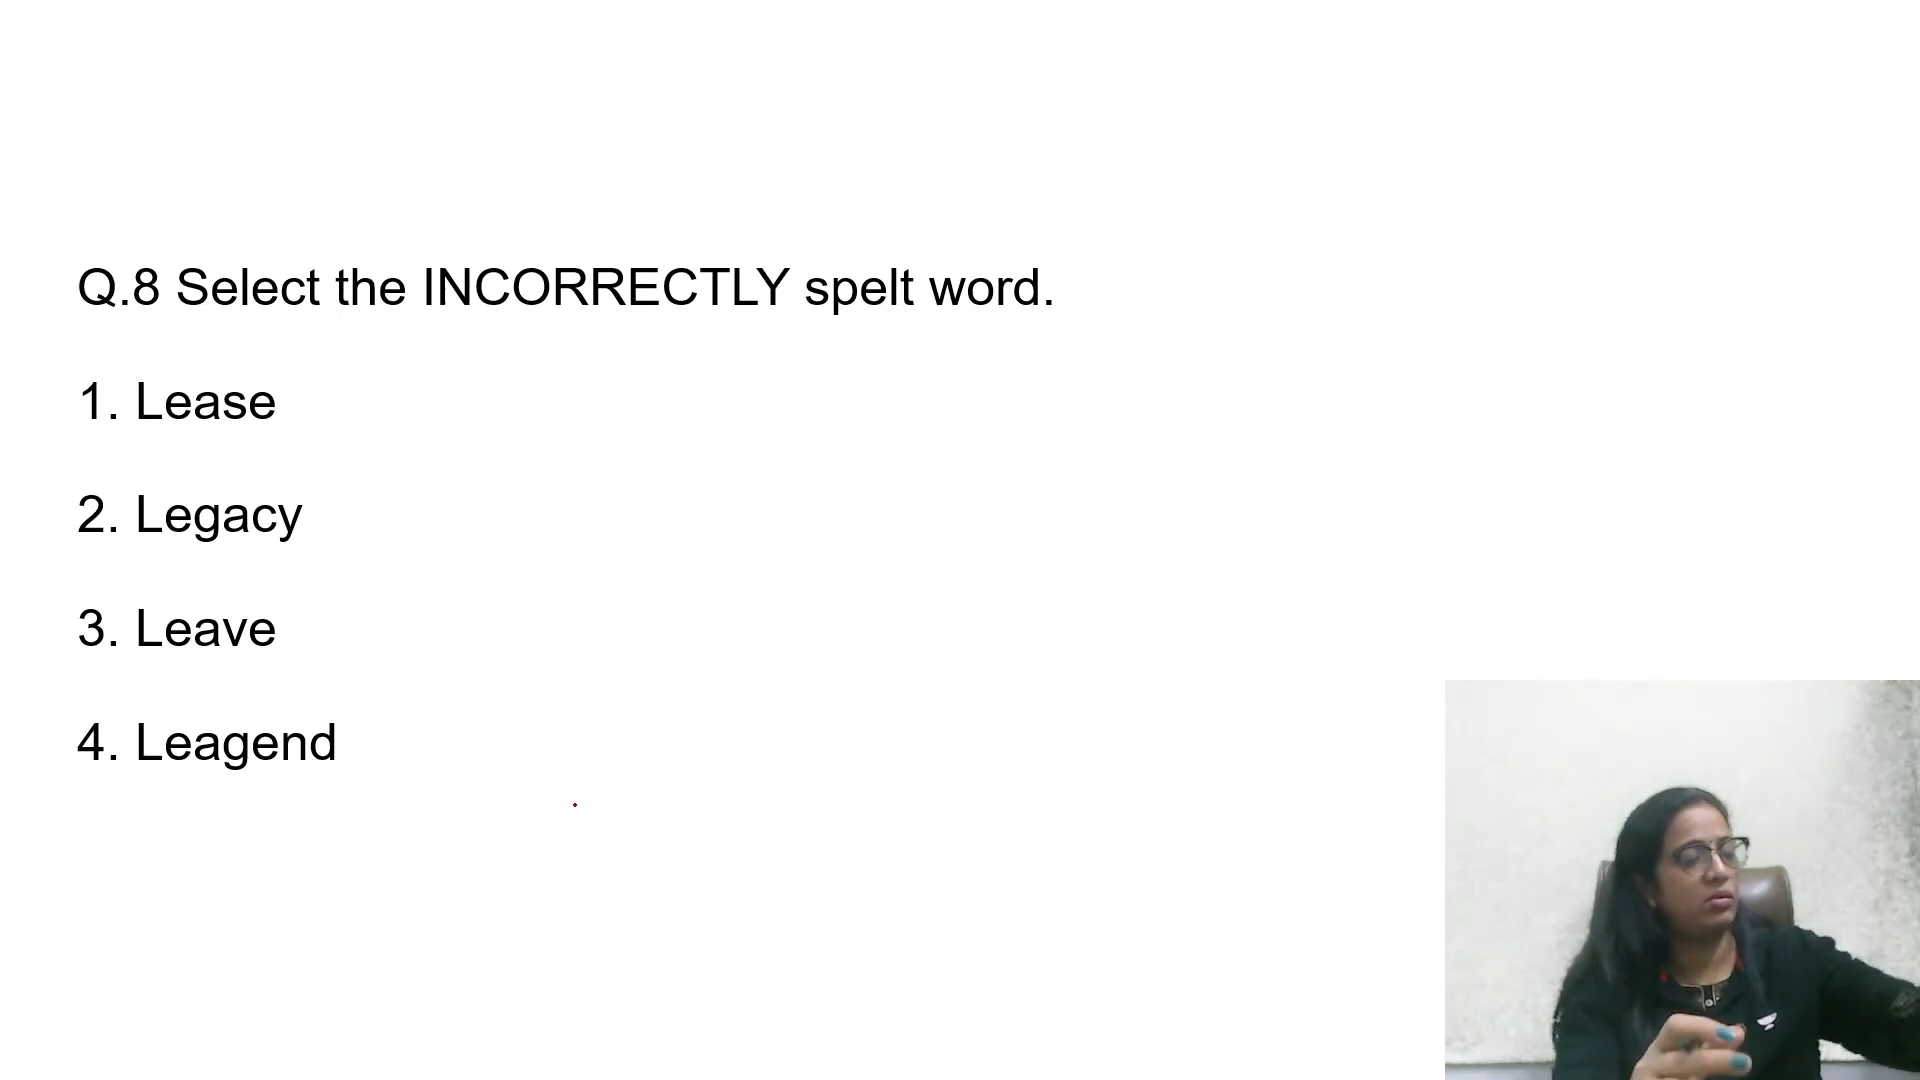 Q.8 Select the INCORRECTLY spelt word.
1. Lease
2. Legacy
3. Leave
4. Leagend